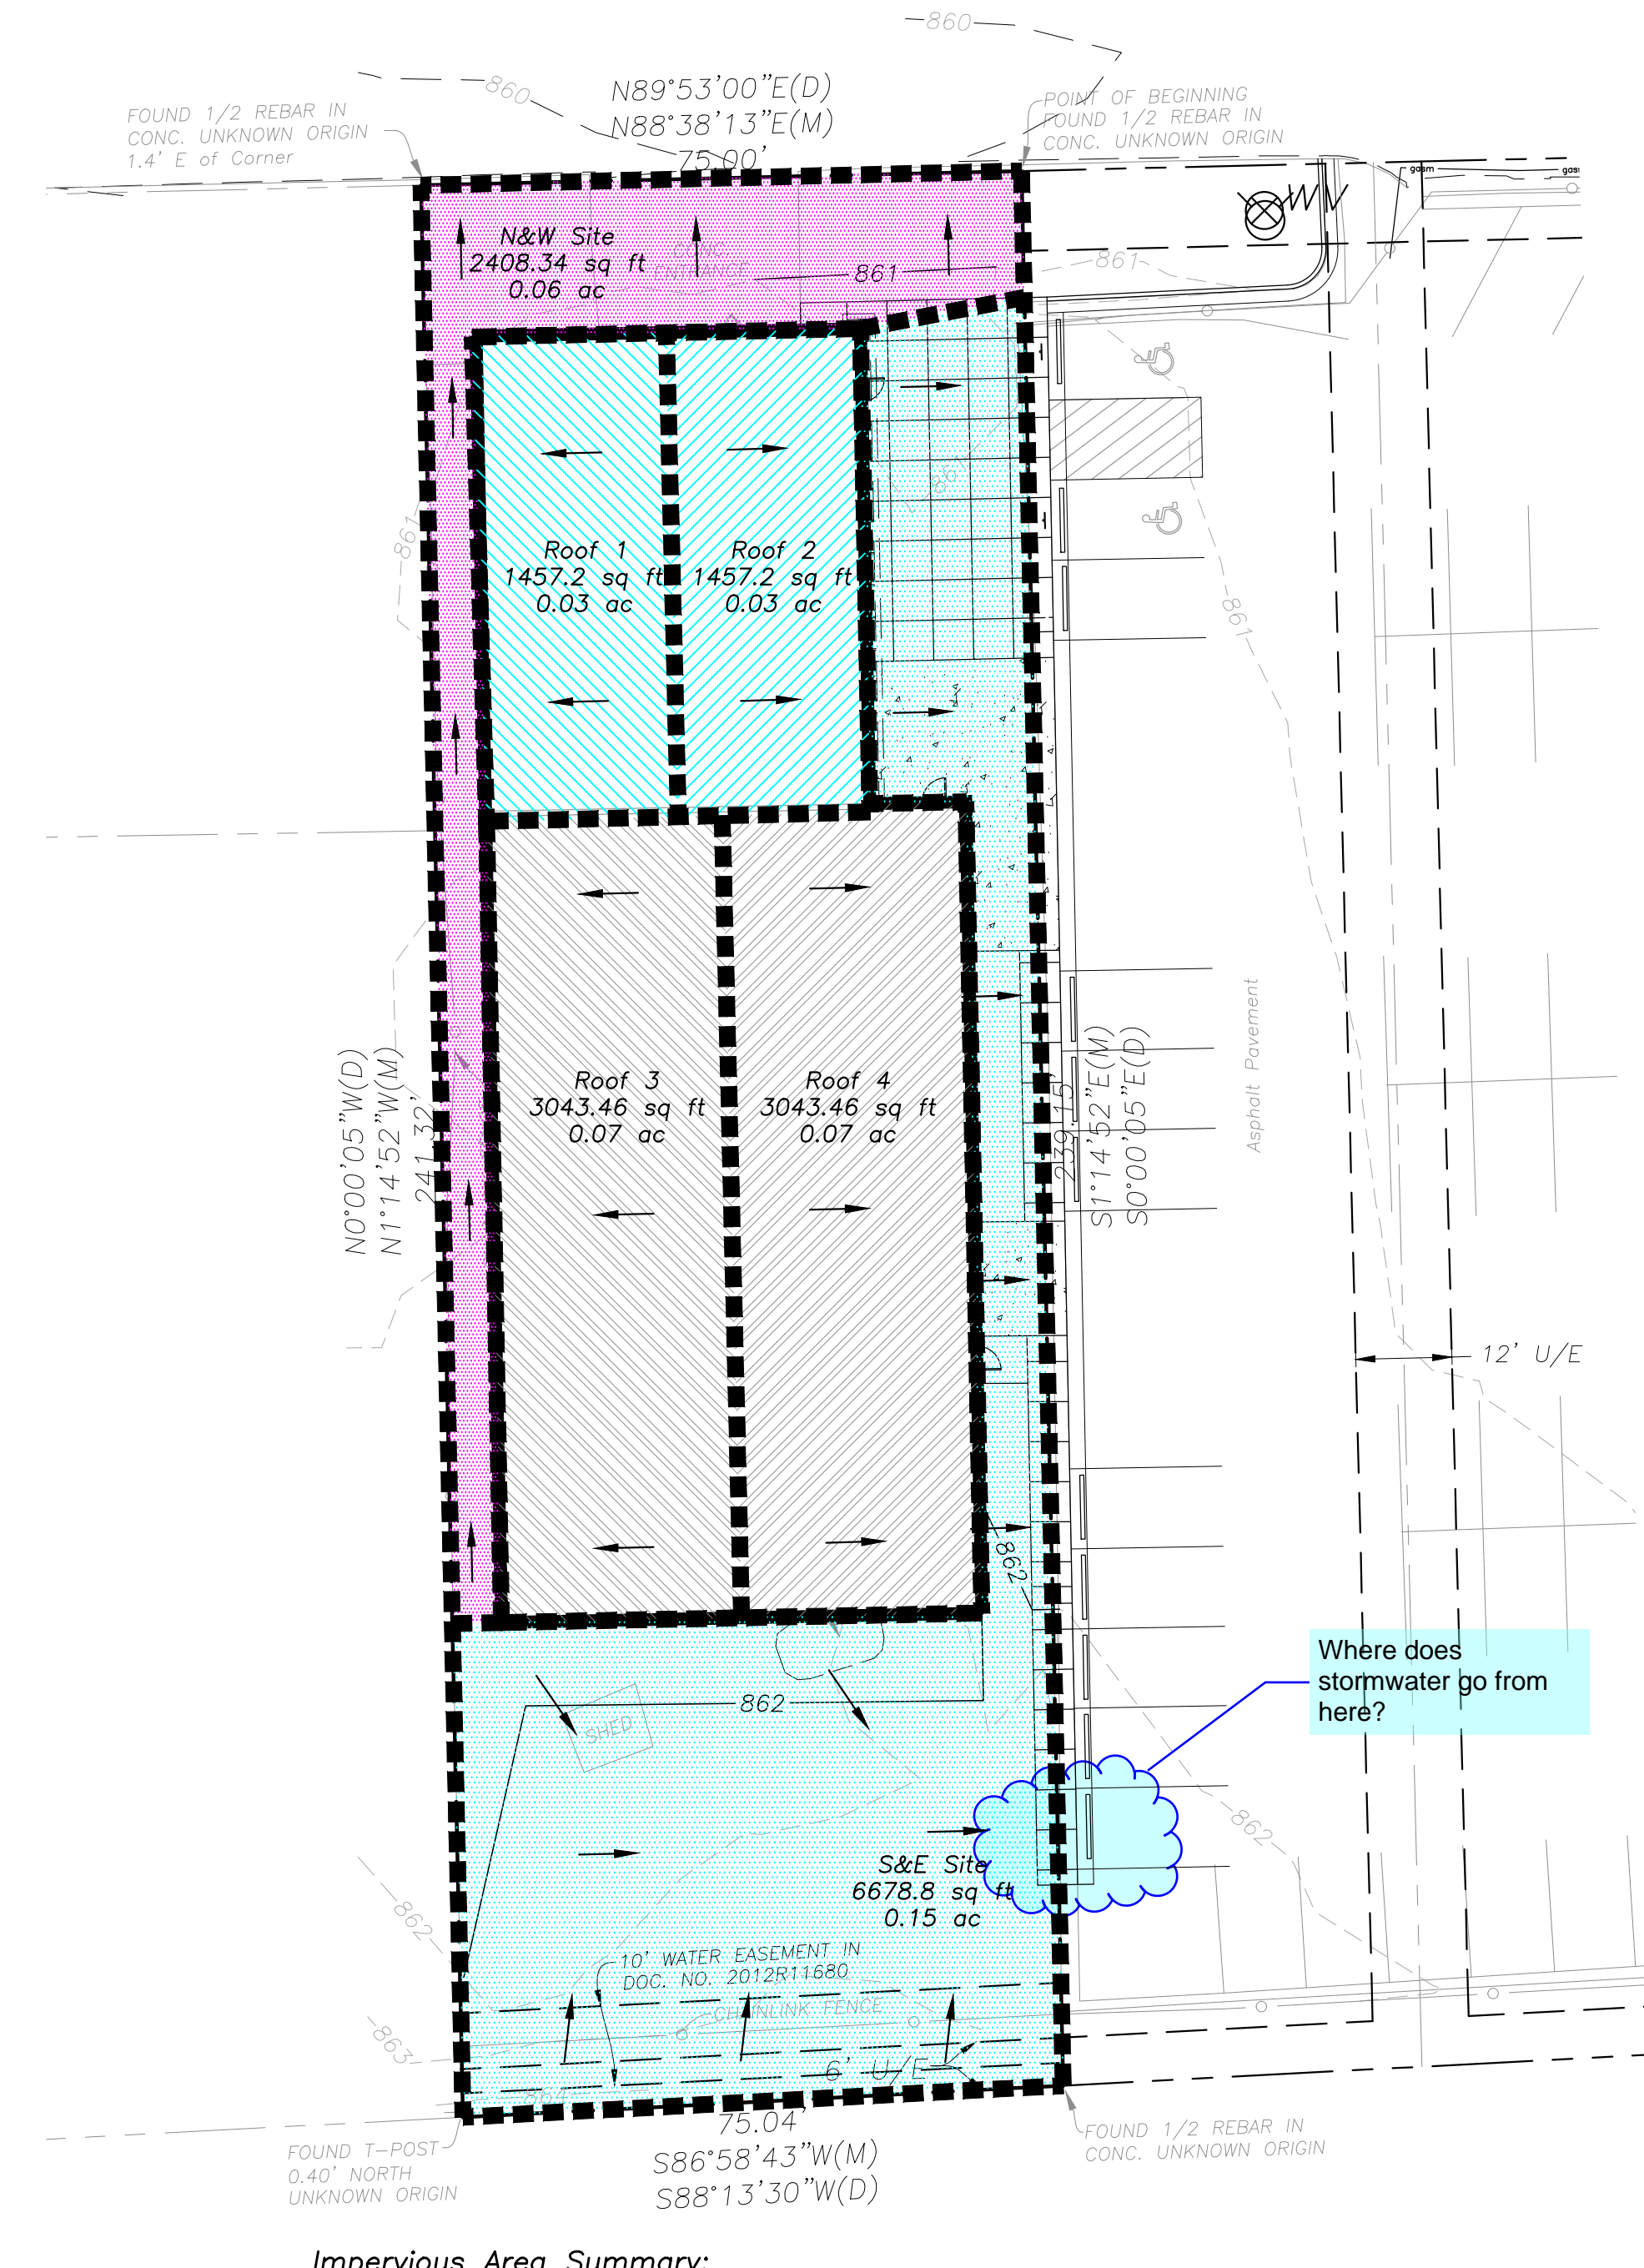 860
860
N89°53'00"E(D)
N88°38'13"E(M)
75.00'
FOUND 1/2 REBAR IN
CONC. UNKNOWN ORIGIN
1.4' E of Corner
POINT OF BEGINNING
FOUND 1/2 REBAR IN
CONC. UNKNOWN ORIGIN
gasm
gas
WV
N&W Site
2408.34 sq ft
0.06 ac
CONC.
ENTRANCE
861
861
861
861
861
Roof 1
1457.2 sq ft
0.03 ac
Roof 2
1457.2 sq ft
0.03 ac
Roof 3
3043.46 sq ft
0.07 ac
Roof 4
3043.46 sq ft
0.07 ac
N0°00'05"W(D)
N1°14'52"W(M)
241.32'
239.15'
S1°14'52"E(M)
S0°00'05"E(D)
Asphalt Pavement
12' U/E
862
Where does
stormwater go from
here?
862
SHED
862
862
S&E Site
6678.8 sq ft
0.15 ac
10' WATER EASEMENT IN
DOC. NO. 2012R11680
CHAINLINK FENCE
863
6' U/E
864
75.04'
S86°58'43"W(M)
S88°13'30"W(D)
FOUND T-POST
0.40' NORTH
UNKNOWN ORIGIN
FOUND 1/2 REBAR IN
CONC. UNKNOWN ORIGIN
Impervious Area Summary: